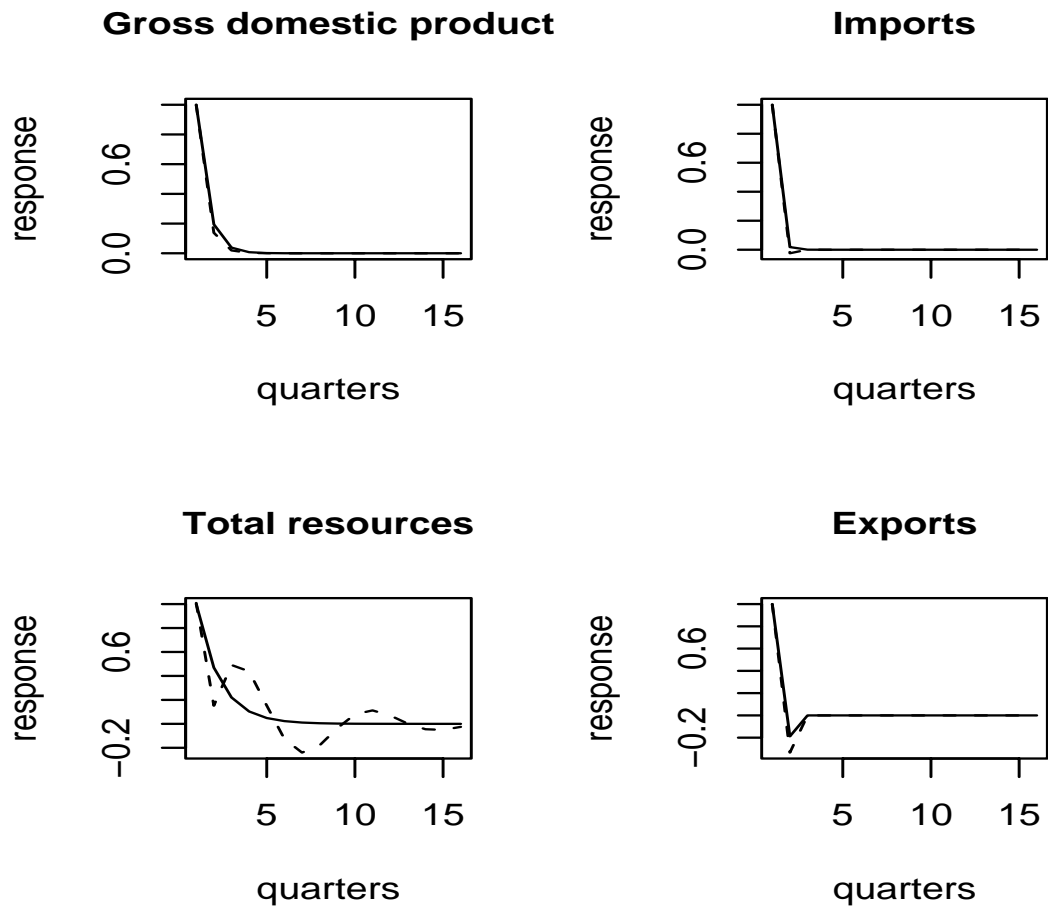 Gross domestic product
response
0.0 0.6
5 10 15
quarters
Imports
response
0.0 0.6
5 10 15
quarters
Total resources
response
−0.2 0.6
5 10 15
quarters
Exports
response
−0.2 0.6
5 10 15
quarters